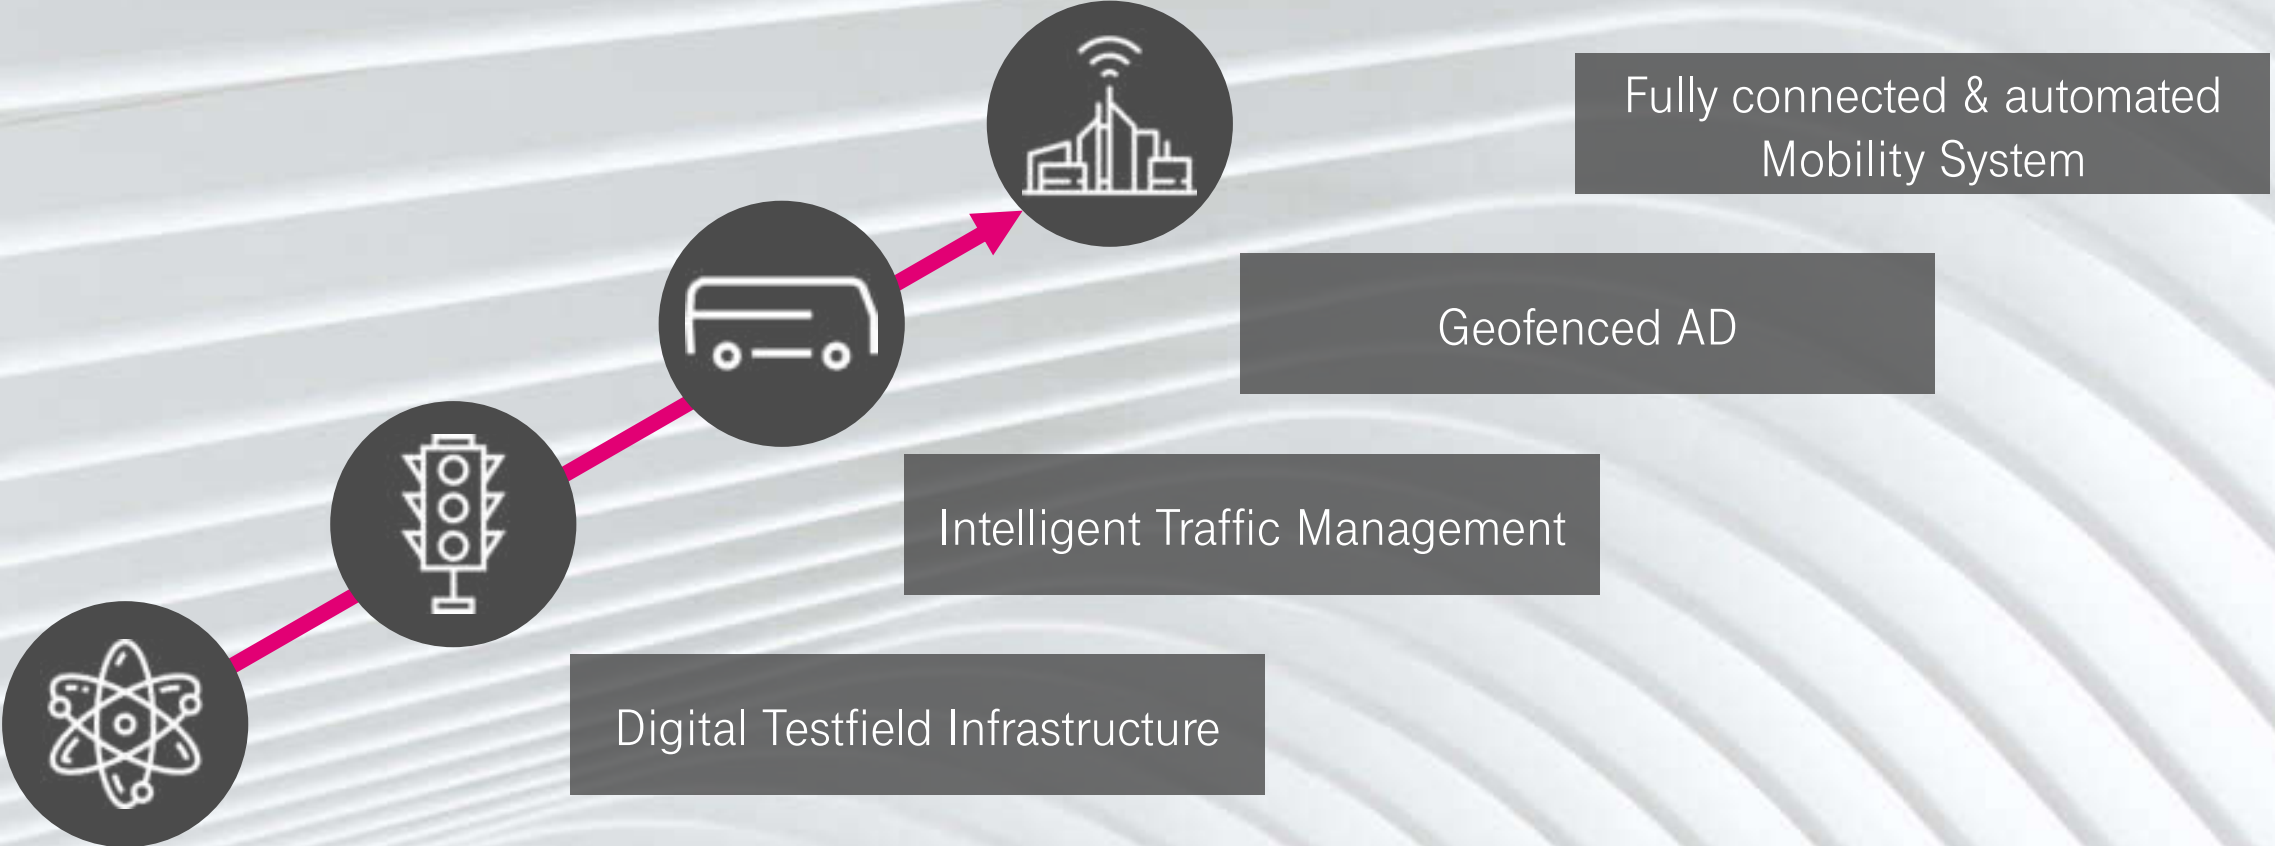 Fully connected & automated
Mobility System
Geofenced AD
Intelligent Traffic Management
Digital Testfield Infrastructure